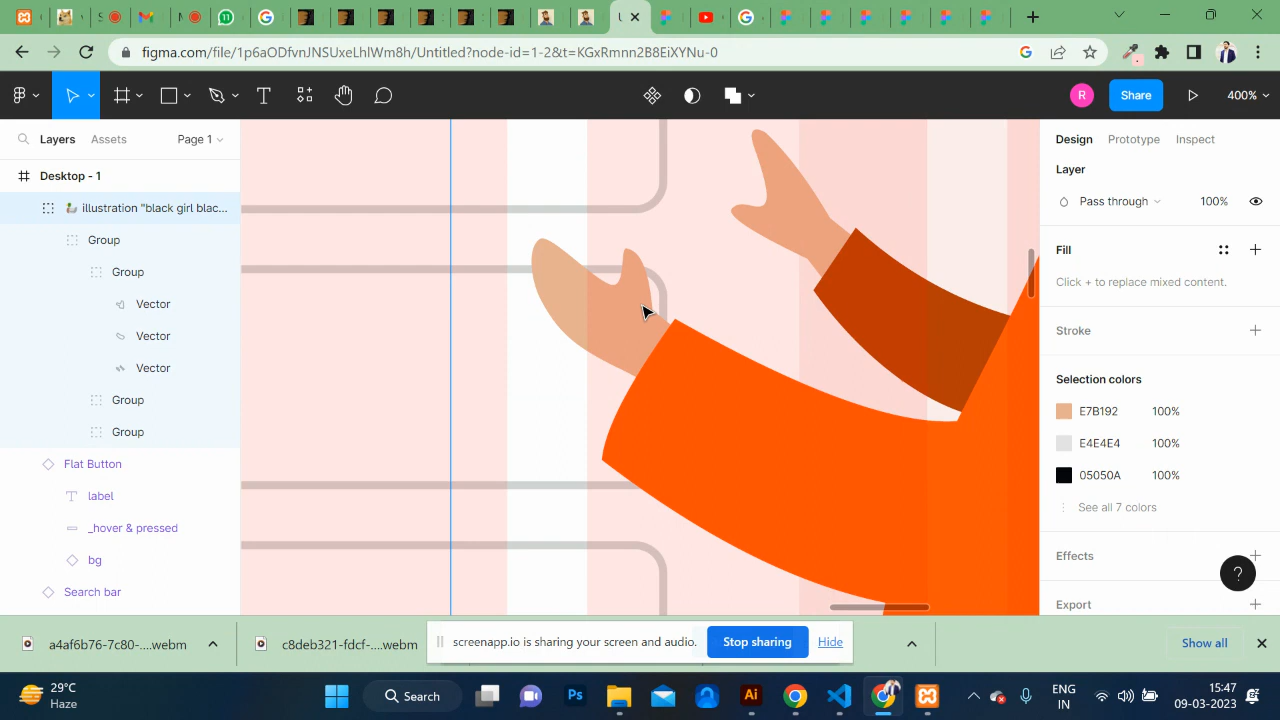 U
figma.com/file/1p6aODfvnJNSUxeLhlWm8h/Untitled?node-id=1-2&t=KGxRmnn2B8EiXYNu-0
R
Share
400%
Layers
Assets
Page 1
Design
Prototype
Inspect
Desktop - 1
Layer
illustration "black girl blac...
Pass through
100%
Group
Fill
Group
Click + to replace mixed content.
Vector
Vector
Stroke
Vector
Selection colors
Group
E7B192
100%
Group
E4E4E4
100%
Flat Button
05050A
100%
label
See all 7 colors
_hover & pressed
Effects
bg
?
Search bar
Export
a4af6b76-7c80-....webm
c8deb321-fdcf-....webm
screenapp.io is sharing your screen and audio.
Stop sharing
Hide
Show all
29°C
Haze
Search
Ps
Ai
ENG
IN
15:47
09-03-2023